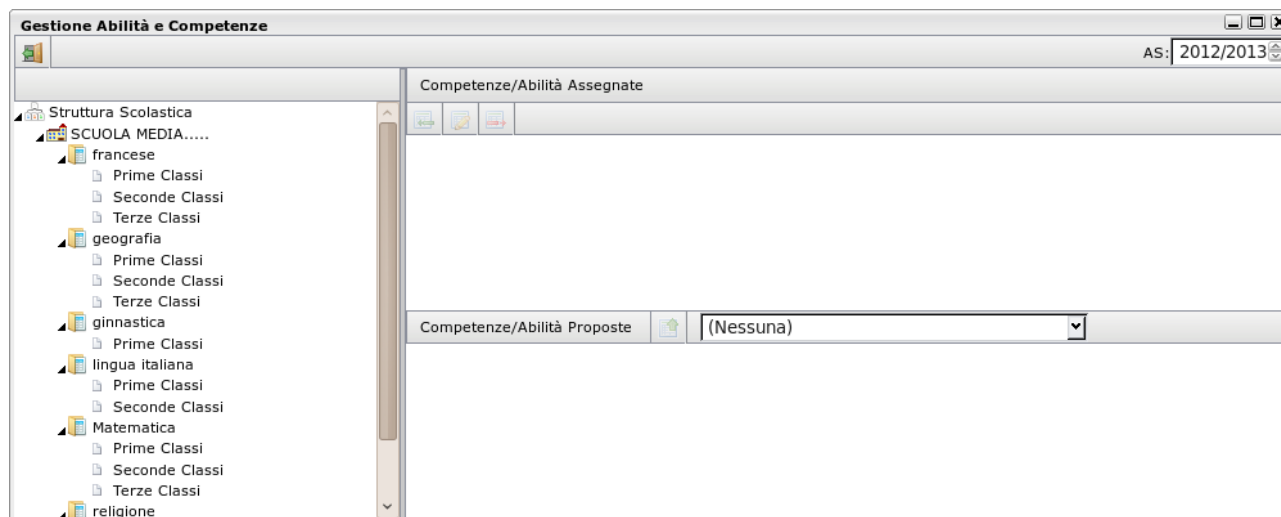 Gestione Abilità e Competenze
AS: 2012/2013
Competenze/Abilità Assegnate
Struttura Scolastica
SCUOLA MEDIA.....
francese
Prime Classi
Seconde Classi
Terze Classi
geografia
Prime Classi
Seconde Classi
Terze Classi
ginnastica
Prime Classi
lingua italiana
Prime Classi
Seconde Classi
Matematica
Prime Classi
Seconde Classi
Terze Classi
religione
Competenze/Abilità Proposte (Nessuna)